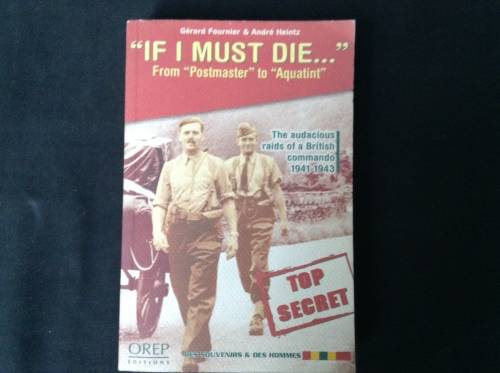 Gérard Fournier & André Heintz
"IF I MUST DIE..."
From "Postmaster" to "Aquatint"
The audacious
raids of a British
commando
1941-1943
TOP
SECRET
OREP
EDITIONS
DES SOUVENIRS & DES HOMMES